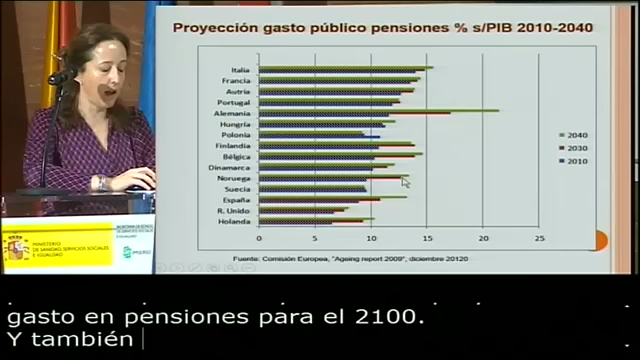 Proyección gasto público pensiones % s/PIB 2010-2040
Italia
Francia
Autria
Portugal
Alemania
Hungría
Polonia
Finlandia
Bélgica
Dinamarca
Noruega
Suecia
España
R. Unido
Holanda
0 5 10 15 20 25
2040
2030
2010
Fuente: Comisión Europea, "Ageing report 2009", diciembre 20120
MINISTERIO
DE SANIDAD, SERVICIOS SOCIALES
E IGUALDAD
gasto en pensiones para el 2100.
Y también